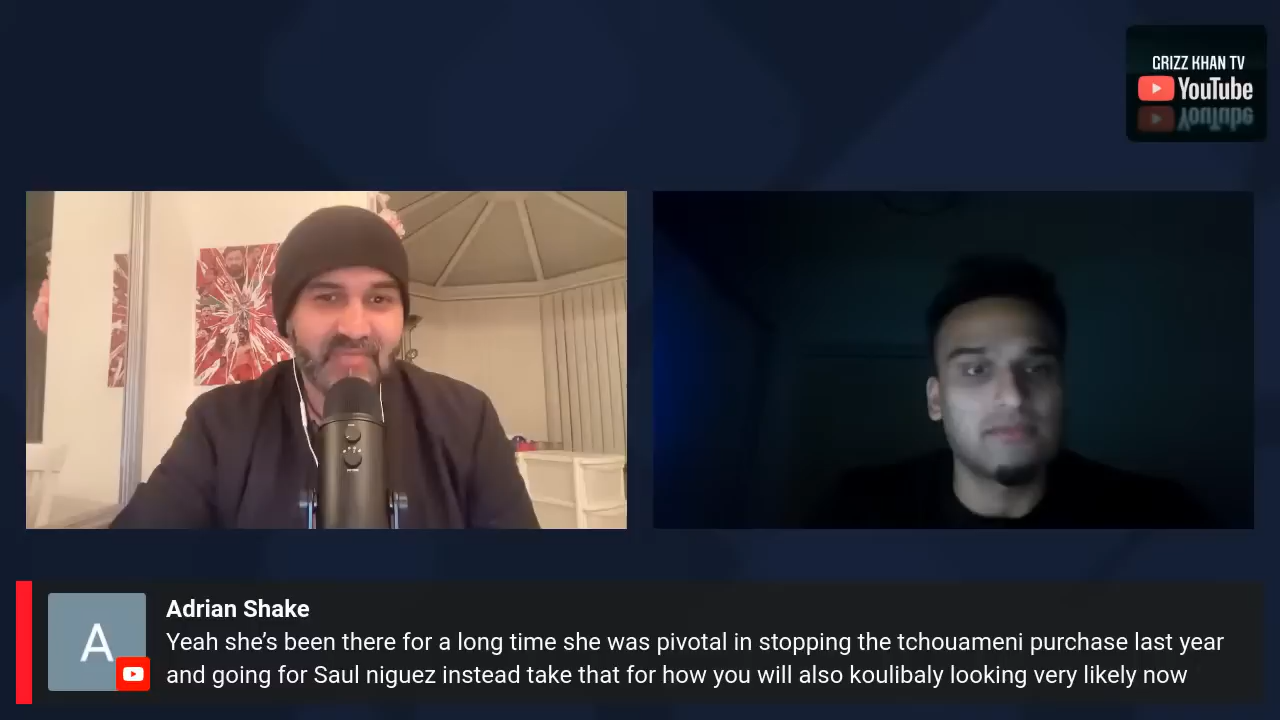 GRIZZ KHAN TV
YouTube
YouTube
A
Adrian Shake
Yeah she’s been there for a long time she was pivotal in stopping the tchouameni purchase last year
and going for Saul niguez instead take that for how you will also koulibaly looking very likely now